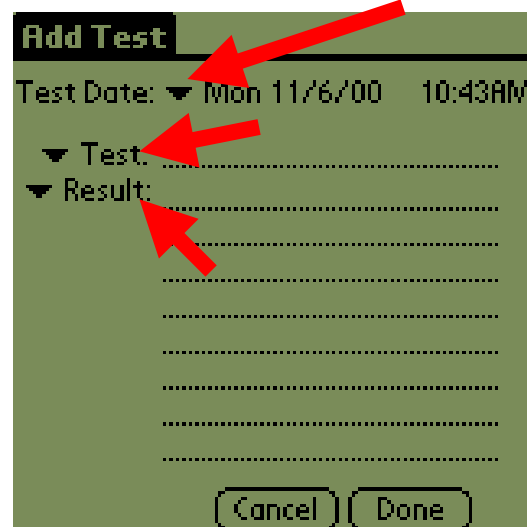 Add Test
Test Date: Mon 11/6/00 10:43AM
Test:
Result:
Cancel Done